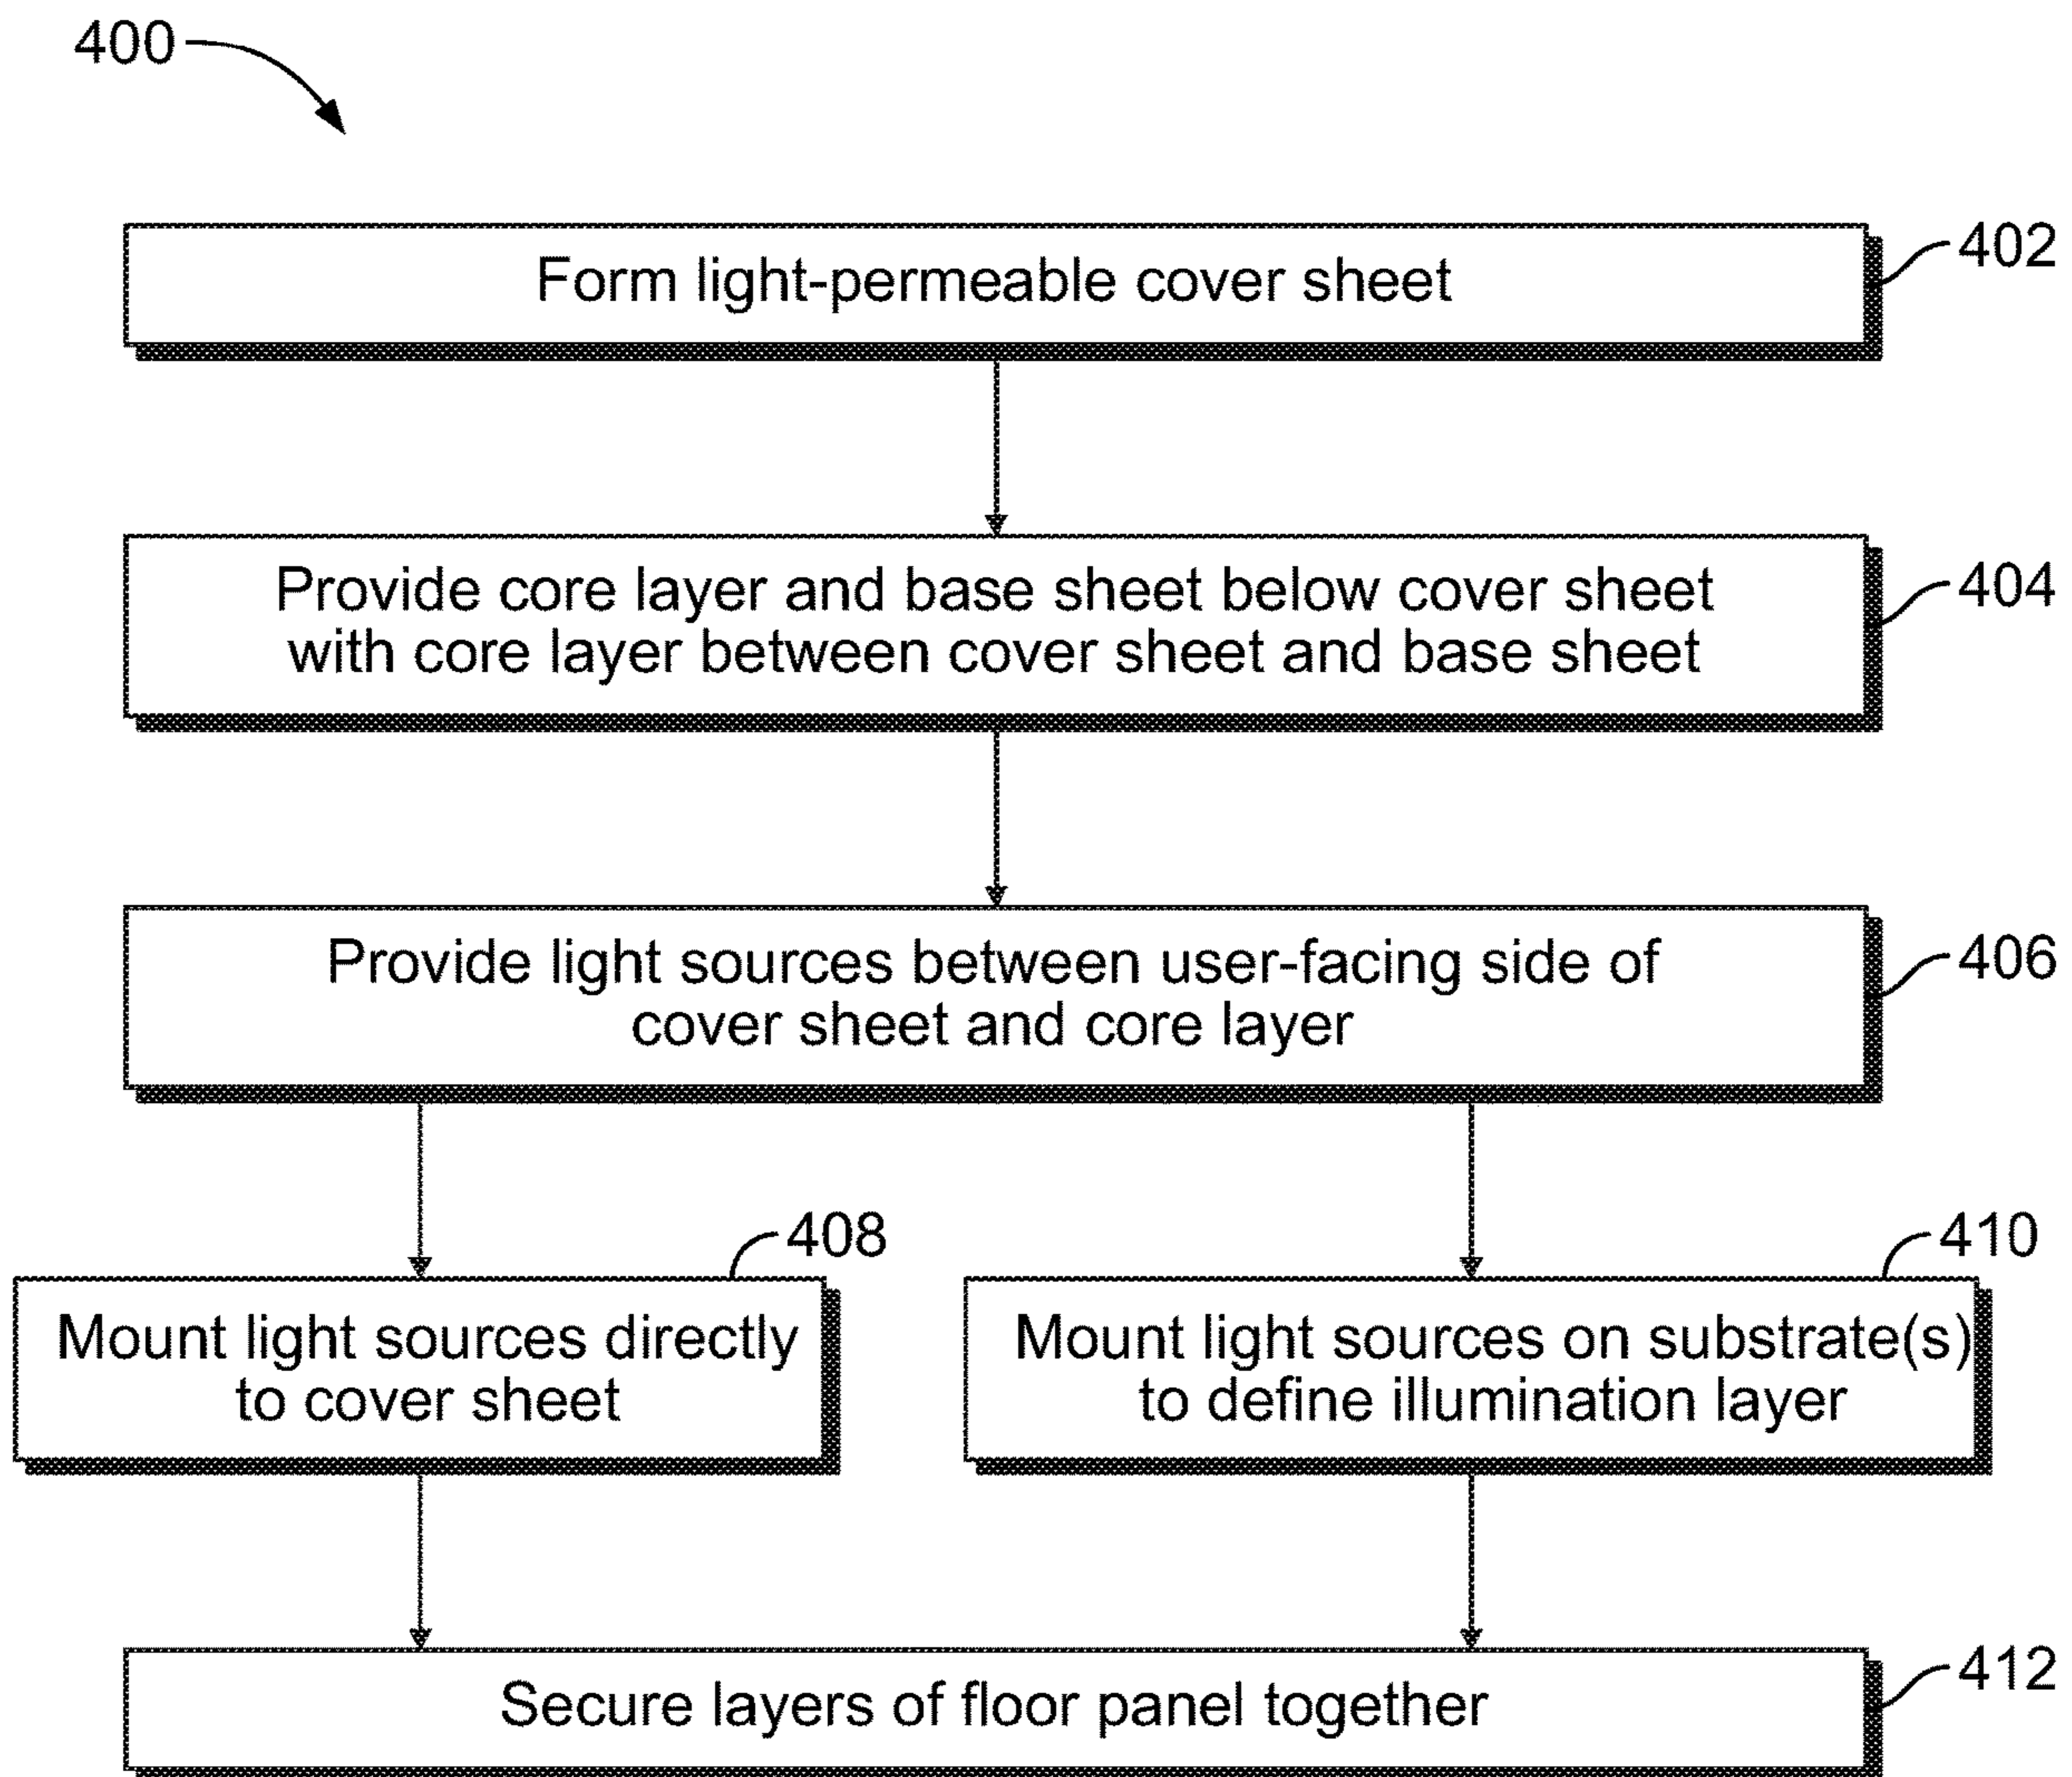 400
Form light-permeable cover sheet
402
Provide core layer and base sheet below cover sheet
with core layer between cover sheet and base sheet
404
Provide light sources between user-facing side of
cover sheet and core layer
406
408
Mount light sources directly
to cover sheet
410
Mount light sources on substrate(s)
to define illumination layer
Secure layers of floor panel together
412